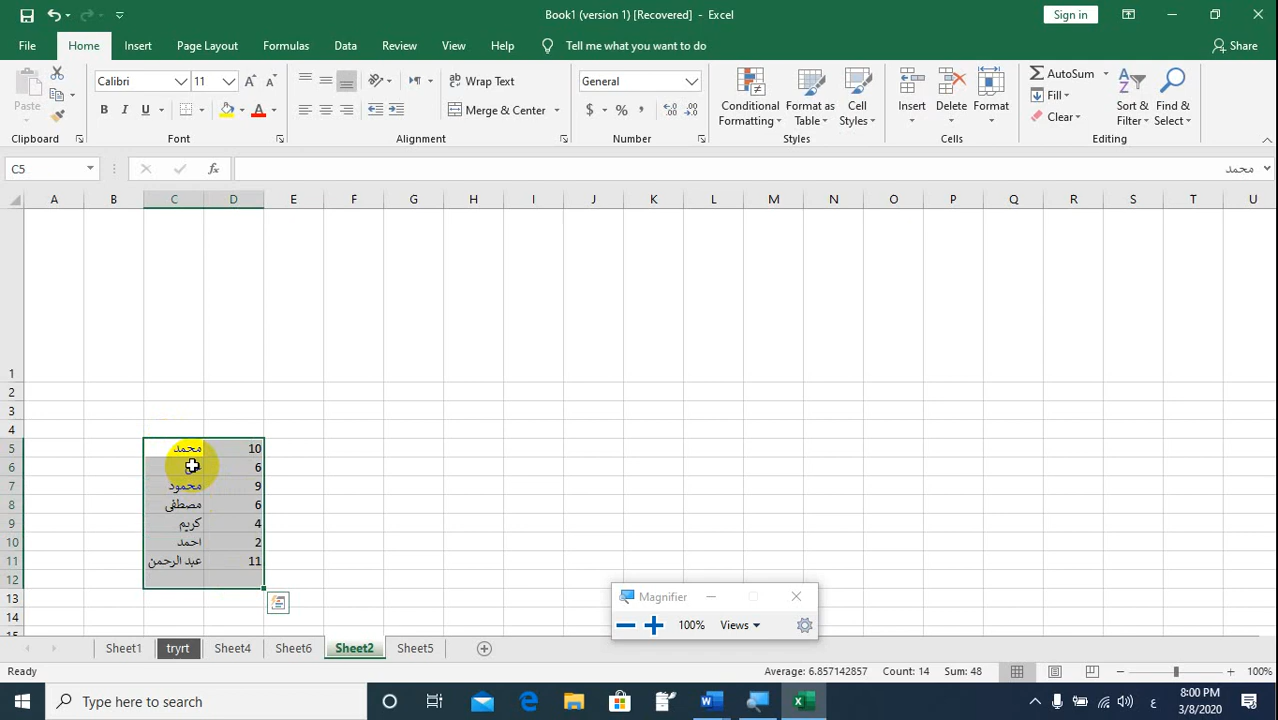 Book1 (version 1) [Recovered] - Excel
Sign in
File Home Insert Page Layout Formulas Data Review View Help Tell me what you want to do Share
Paste
Calibri 11
B I U
A A
Wrap Text
Merge & Center
General
$ % ,
Conditional Formatting
Format as Table
Cell Styles
Insert
Delete
Format
AutoSum
Fill
Clear
Sort & Filter
Find & Select
Clipboard Font Alignment Number Styles Cells Editing
C5 fx محمد
A B C D E F G H I J K L M N O P Q R S T U
1
2
3
4
5 محمد 10
6 6
7 محمود 9
8 مصطفى 6
9 كريم 4
10 احمد 2
11 عبد الرحمن 11
12
13
14
15
Magnifier
100% Views
Sheet1 tryrt Sheet4 Sheet6 Sheet2 Sheet5
Ready Average: 6.857142857 Count: 14 Sum: 48 100%
Type here to search
ع
8:00 PM
3/8/2020